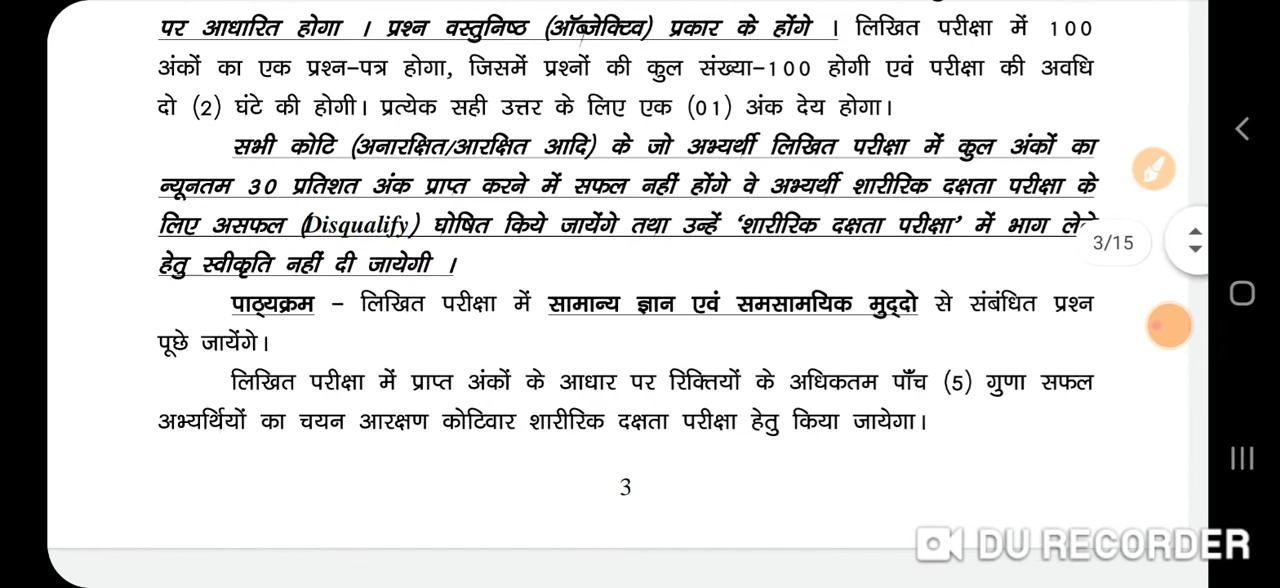 पर आधारित होगा । प्रश्न वस्तुनिष्ठ (ऑब्जेक्टिव) प्रकार के होंगे । लिखित परीक्षा में 100
अंकों का एक प्रश्न-पत्र होगा, जिसमें प्रश्नों की कुल संख्या-100 होगी एवं परीक्षा की अवधि
दो (2) घंटे की होगी। प्रत्येक सही उत्तर के लिए एक (01) अंक देय होगा।
सभी कोटि (अनारक्षित/आरक्षित आदि) के जो अभ्यर्थी लिखित परीक्षा में कुल अंकों का
न्यूनतम 30 प्रतिशत अंक प्राप्त करने में सफल नहीं होंगे वे अभ्यर्थी शारीरिक दक्षता परीक्षा के
लिए असफल (Disqualify) घोषित किये जायेंगे तथा उन्हें ‘शारीरिक दक्षता परीक्षा’ में भाग लेने
3/15
हेतु स्वीकृति नहीं दी जायेगी ।
पाठ्यक्रम – लिखित परीक्षा में सामान्य ज्ञान एवं समसामयिक मुद्दो से संबंधित प्रश्न
पूछे जायेंगे।
लिखित परीक्षा में प्राप्त अंकों के आधार पर रिक्तियों के अधिकतम पाँच (5) गुणा सफल
अभ्यर्थियों का चयन आरक्षण कोटिवार शारीरिक दक्षता परीक्षा हेतु किया जायेगा।
3
DU RECORDER